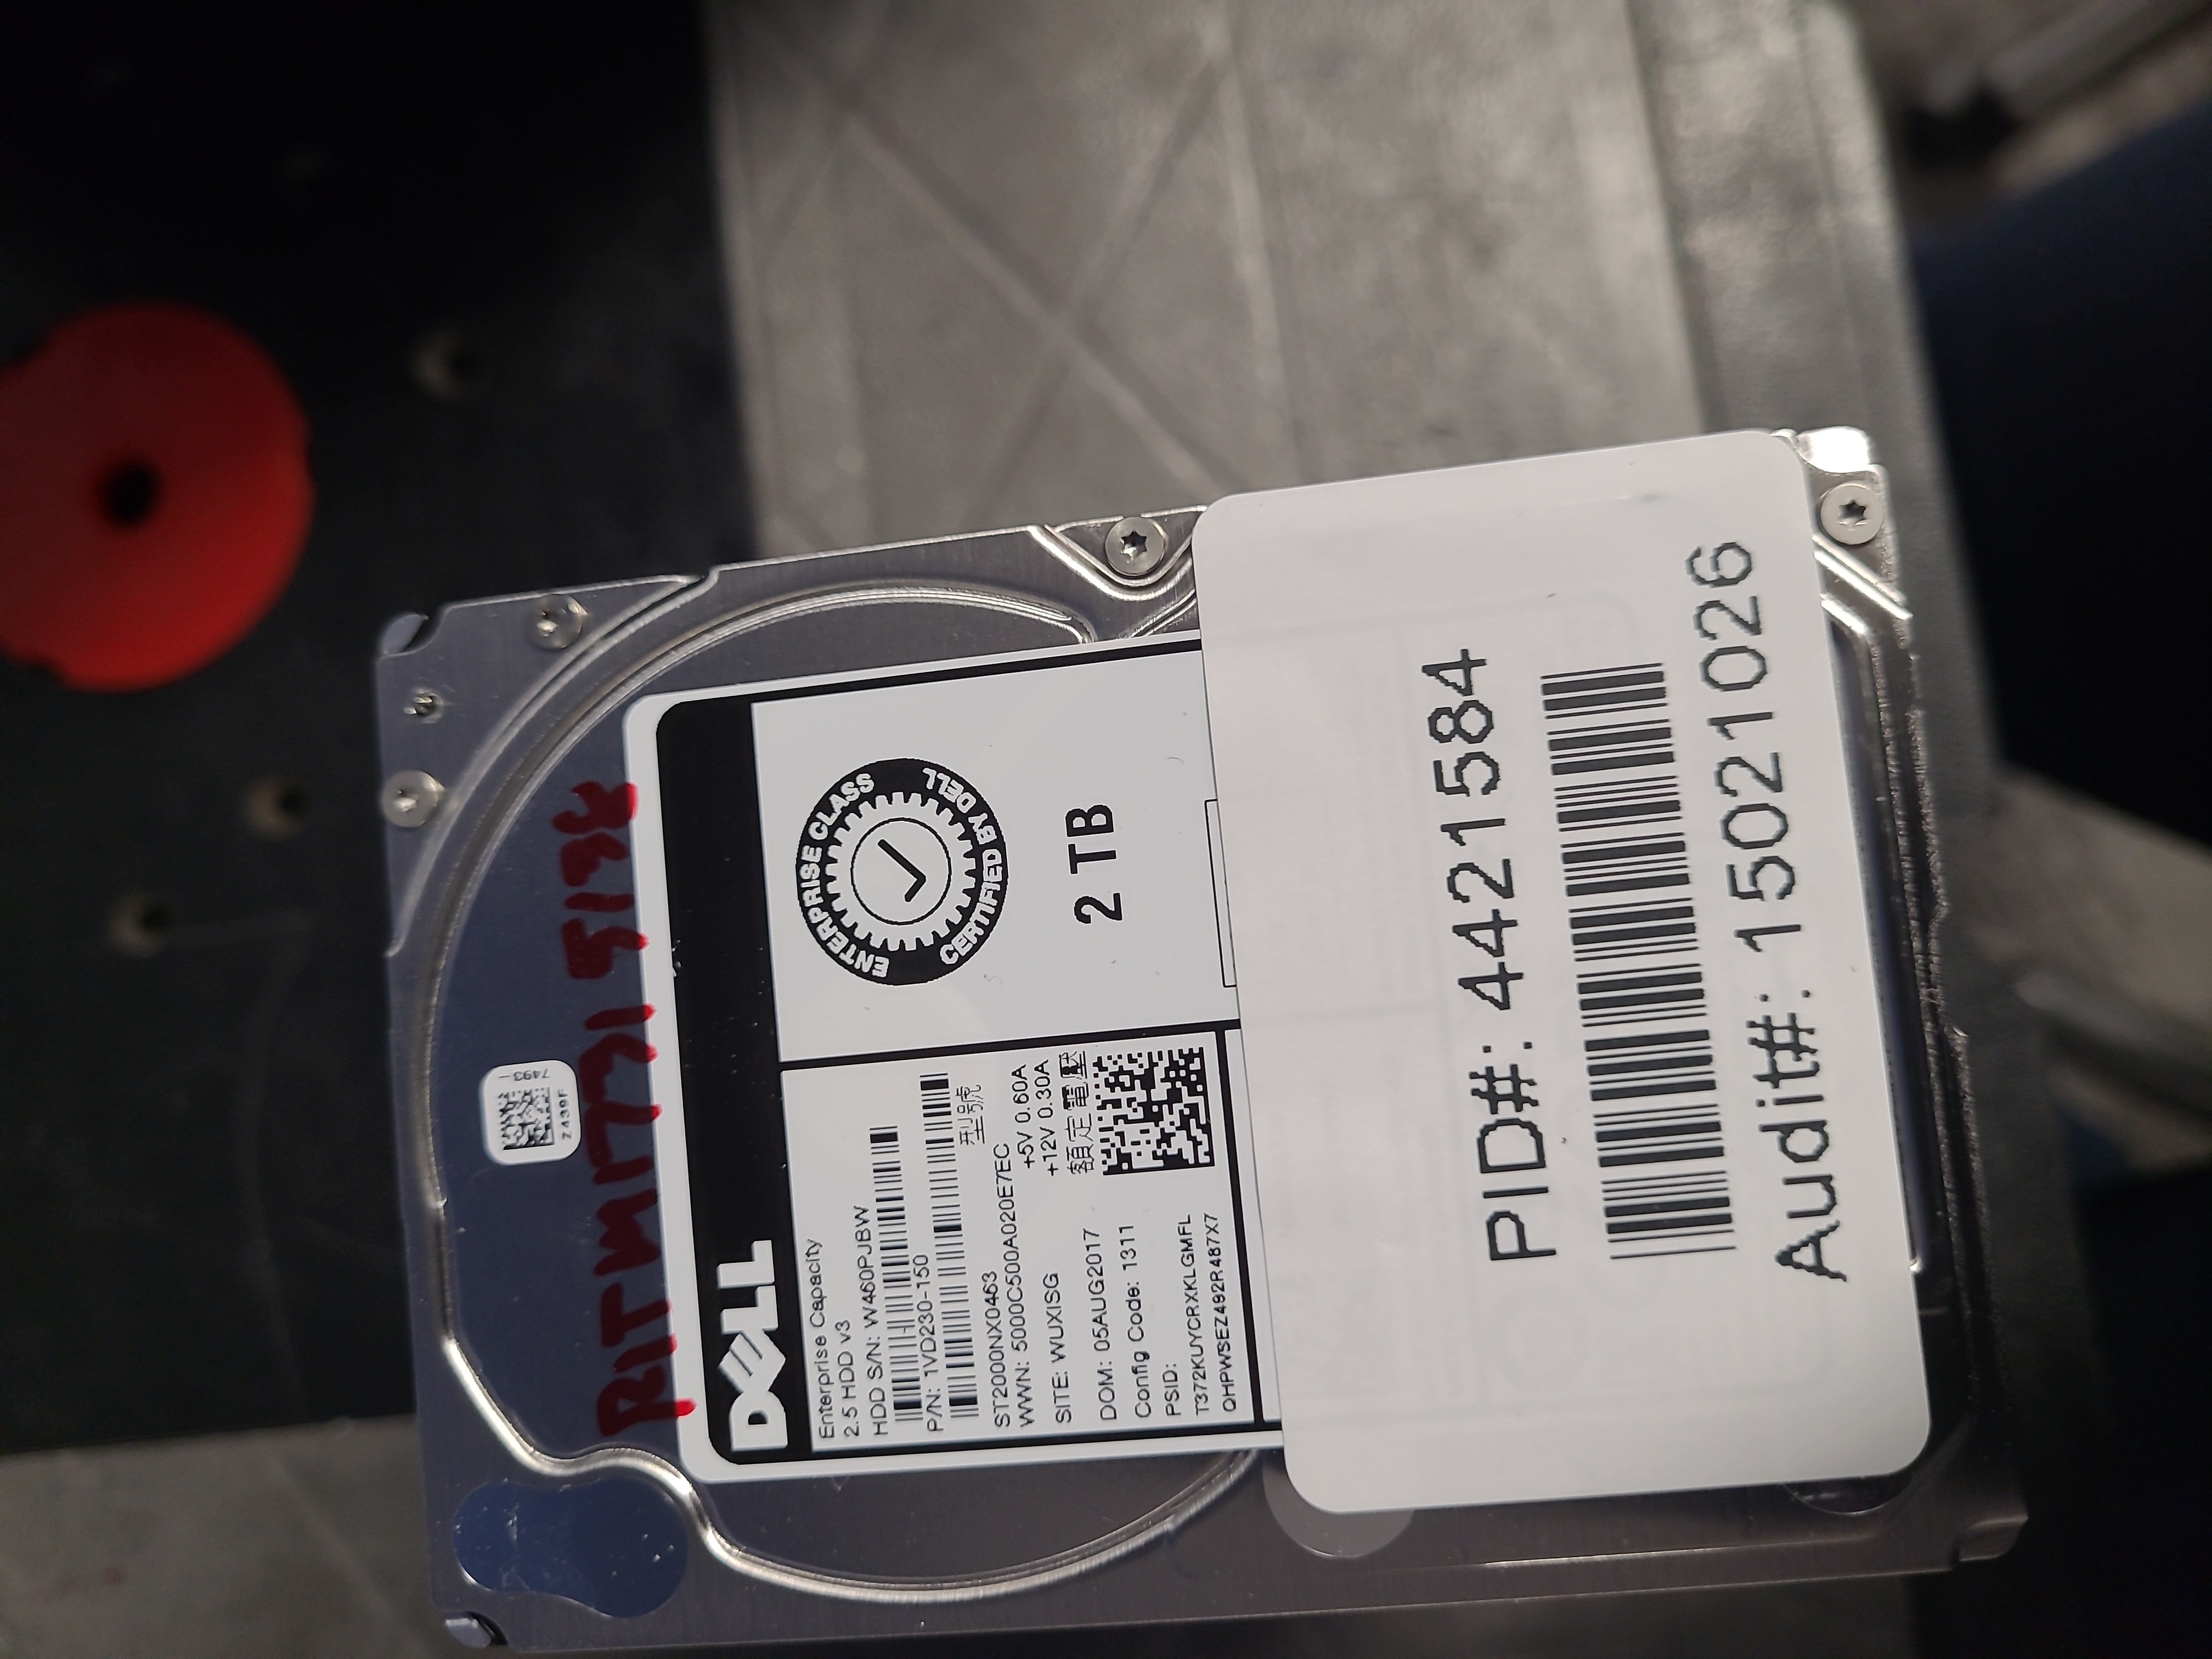 Z439F
7493-
RITM17315138
DELL
Enterprise Capacity
2.5 HDD v3
HDD S/N: W460PJBW
P/N: 1VD230-150
型號
ST2000NX0463
WWN: 5000C500A020E7EC
+5V 0.60A
+12V 0.30A
SITE: WUXISG
額定電壓
DOM: 05AUG2017
Config Code: 1311
PSID:
T372KUYCRXKLGMFL
QHPWSEZ492R487X7
ENTERPRISE CLASS
CERTIFIED BY DELL
2 TB
PID#: 4421584
Audit#: 15021026